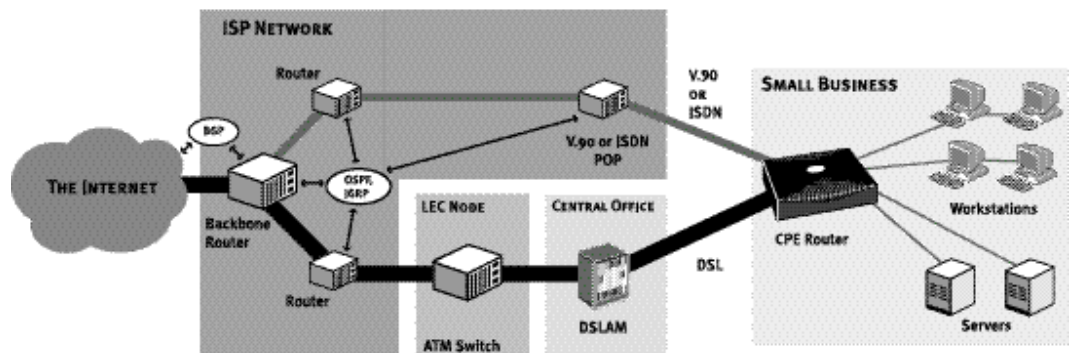 ISP NETWORK
Router
V.90
OR
ISDN
SMALL BUSINESS
BGP
V.90 or ISDN
POP
THE INTERNET
OSPF,
IGRP
Backbone
Router
LEC NODE
CENTRAL OFFICE
Workstations
CPE Router
DSL
Router
DSLAM
ATM Switch
Servers